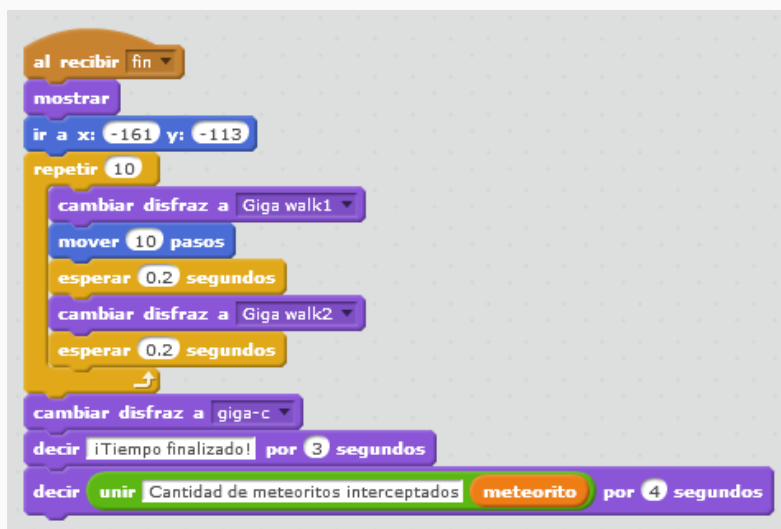 al recibir fin
mostrar
ir a x: -161 y: -113
repetir 10
cambiar disfraz a Giga walk1
mover 10 pasos
esperar 0.2 segundos
cambiar disfraz a Giga walk2
esperar 0.2 segundos
cambiar disfraz a giga-c
decir ¡Tiempo finalizado! por 3 segundos
decir unir Cantidad de meteoritos interceptados meteorito por 4 segundos